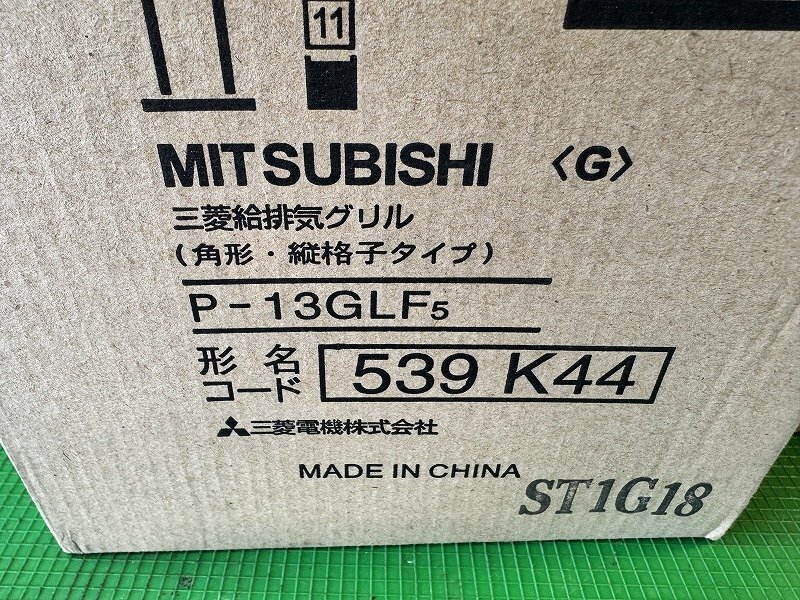 11
MITSUBISHI 〈G〉
三菱給排気グリル
(角形・縦格子タイプ)
P-13GLF5
形名
コード 539 K44
三菱電機株式会社
MADE IN CHINA
ST1G18